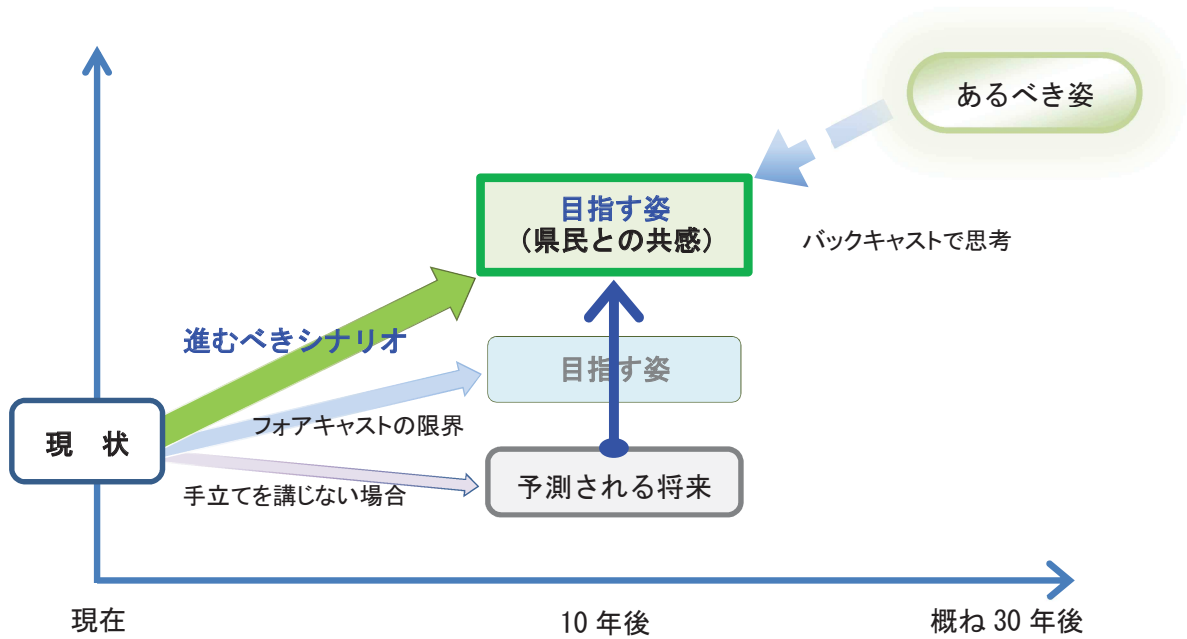 あるべき姿
目指す姿
（県民との共感）
バックキャストで思考
進むべきシナリオ
目指す姿
フォアキャストの限界
現 状
予測される将来
手立てを講じない場合
現在
10 年後
概ね 30 年後